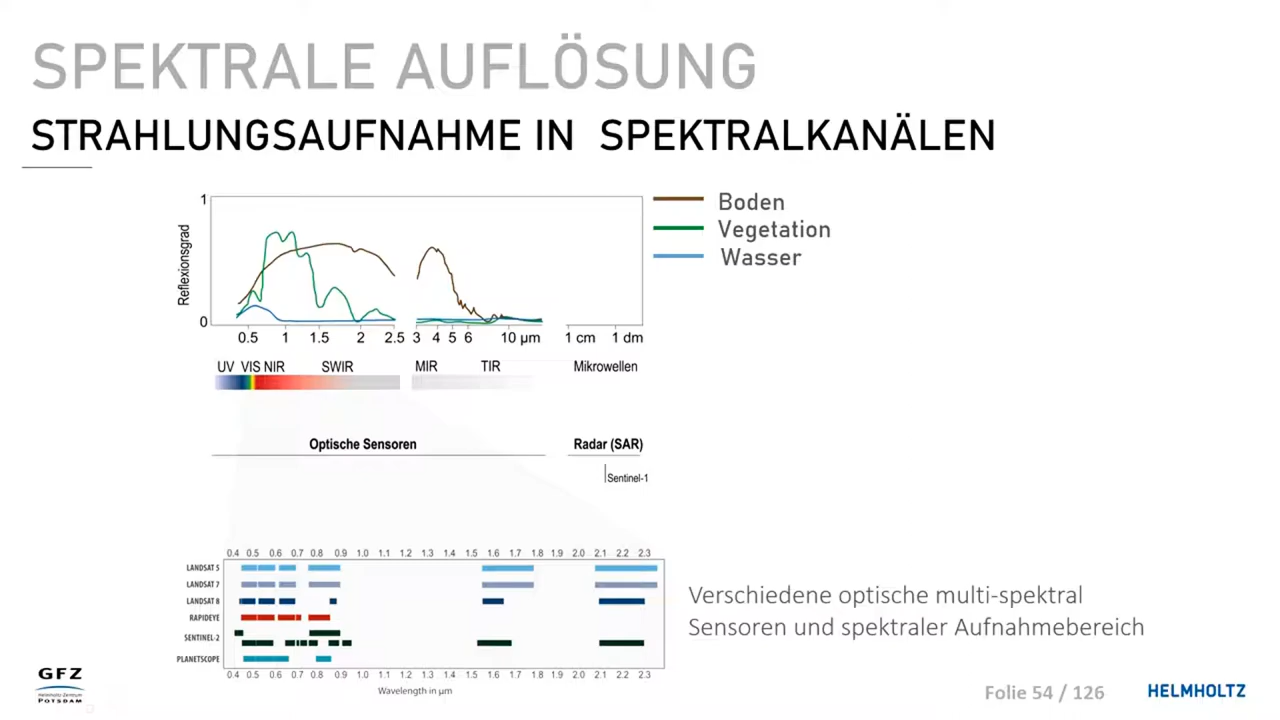 SPEKTRALE AUFLÖSUNG
STRAHLUNGSAUFNAHME IN SPEKTRALKANÄLEN
1
Reflexionsgrad
0
0.5 1 1.5 2 2.5 3 4 5 6 10 µm 1 cm 1 dm
Boden
Vegetation
Wasser
UV VIS NIR SWIR MIR TIR Mikrowellen
Optische Sensoren Radar (SAR)
Sentinel-1
0.4 0.5 0.6 0.7 0.8 0.9 1.0 1.1 1.2 1.3 1.4 1.5 1.6 1.7 1.8 1.9 2.0 2.1 2.2 2.3
LANDSAT 5
LANDSAT 7
LANDSAT 8
RAPIDEYE
SENTINEL-2
PLANETSCOPE
0.4 0.5 0.6 0.7 0.8 0.9 1.0 1.1 1.2 1.3 1.4 1.5 1.6 1.7 1.8 1.9 2.0 2.1 2.2 2.3
Wavelength in µm
Verschiedene optische multi-spektral
Sensoren und spektraler Aufnahmebereich
GFZ
Helmholtz-Zentrum
POTSDAM
Folie 54 / 126
HELMHOLTZ